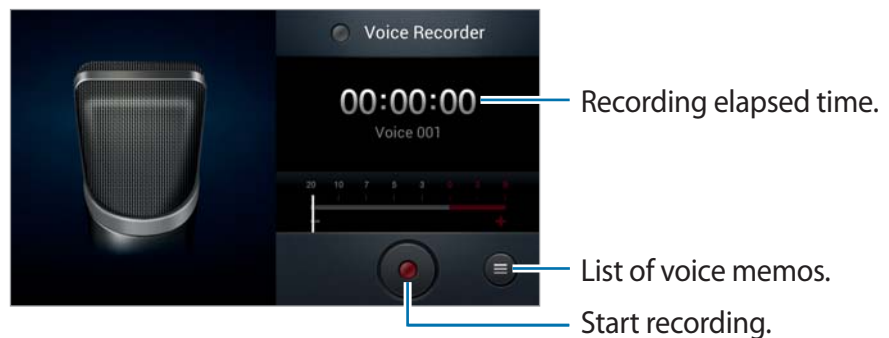 Voice Recorder
00:00:00
Recording elapsed time.
Voice 001
20 10 7 5 3
List of voice memos.
Start recording.